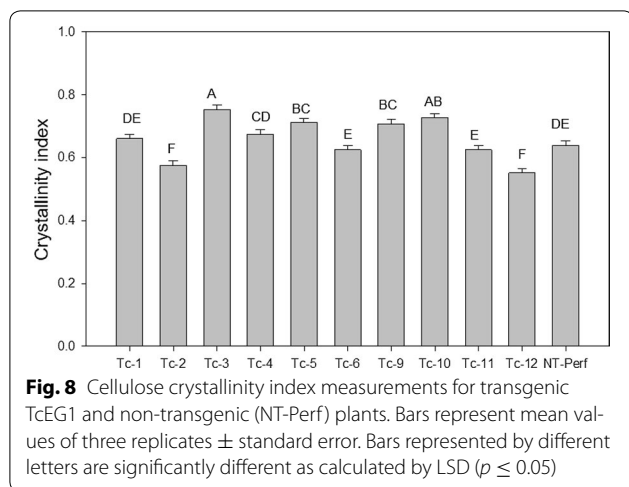 1.0
A
0.8
AB
BC
BC
CD
DE
DE
E
E
F
F
0.6
0.4
0.2
0.0
Crystallinity index
Tc-1 Tc-2 Tc-3 Tc-4 Tc-5 Tc-6 Tc-9 Tc-10 Tc-11 Tc-12 NT-Perf
Fig. 8 Cellulose crystallinity index measurements for transgenic
TcEG1 and non-transgenic (NT-Perf) plants. Bars represent mean val-
ues of three replicates ± standard error. Bars represented by different
letters are significantly different as calculated by LSD (p ≤ 0.05)